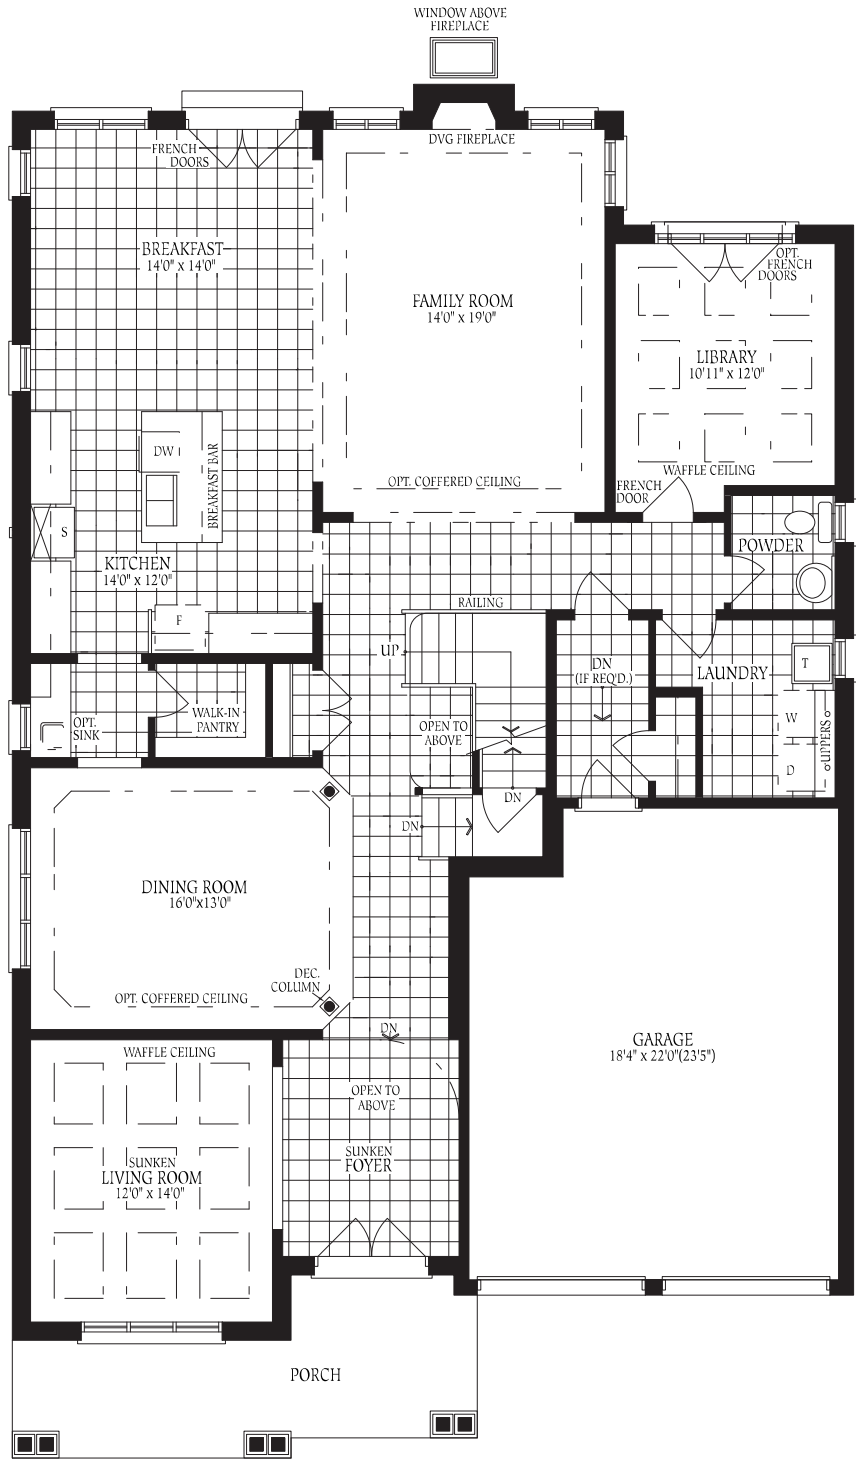 WINDOW ABOVE
FIREPLACE
DVG FIREPLACE
FRENCH
DOORS
BREAKFAST
14'0" x 14'0"
FAMILY ROOM
14'0" x 19'0"
OPT.
FRENCH
DOORS
LIBRARY
10'11" x 12'0"
WAFFLE CEILING
FRENCH
DOOR
OPT. COFFERED CEILING
DW
BREAKFAST BAR
S
KITCHEN
14'0" x 12'0"
F
POWDER
RAILING
UP
DN
(IF REQ'D.)
LAUNDRY
T
W
D
UPPERS
OPT.
SINK
WALK-IN
PANTRY
OPEN TO
ABOVE
DN
DN
DINING ROOM
16'0"x13'0"
DEC.
COLUMN
OPT. COFFERED CEILING
DN
WAFFLE CEILING
OPEN TO
ABOVE
SUNKEN
FOYER
SUNKEN
LIVING ROOM
12'0" x 14'0"
GARAGE
18'4" x 22'0"(23'5")
PORCH